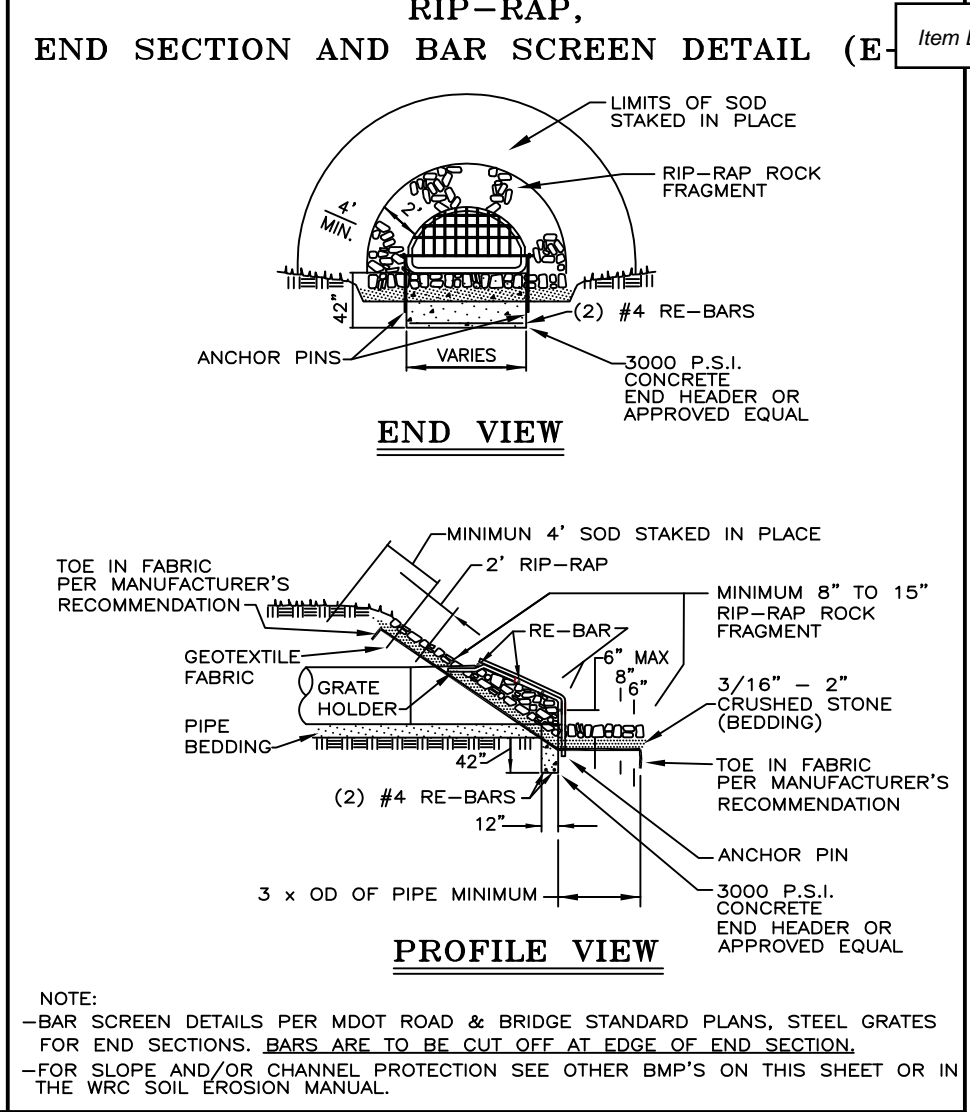 RIP-RAP,
END SECTION AND BAR SCREEN DETAIL (E-
Item
LIMITS OF SOD
STAKED IN PLACE
RIP-RAP ROCK
FRAGMENT
4'
MIN.
2'
42"
(2) #4 RE-BARS
ANCHOR PINS
VARIES
3000 P.S.I.
CONCRETE
END HEADER OR
APPROVED EQUAL
END VIEW
MINIMUN 4' SOD STAKED IN PLACE
TOE IN FABRIC
PER MANUFACTURER'S
RECOMMENDATION
2' RIP-RAP
MINIMUM 8" TO 15"
RIP-RAP ROCK
FRAGMENT
RE-BAR
GEOTEXTILE
FABRIC
6" MAX
8"
6"
GRATE
HOLDER
3/16" - 2"
CRUSHED STONE
(BEDDING)
PIPE
BEDDING
42"
TOE IN FABRIC
PER MANUFACTURER'S
RECOMMENDATION
(2) #4 RE-BARS
12"
ANCHOR PIN
3 x OD OF PIPE MINIMUM
3000 P.S.I.
CONCRETE
END HEADER OR
APPROVED EQUAL
PROFILE VIEW
NOTE:
-BAR SCREEN DETAILS PER MDOT ROAD & BRIDGE STANDARD PLANS, STEEL GRATES
FOR END SECTIONS. BARS ARE TO BE CUT OFF AT EDGE OF END SECTION.
-FOR SLOPE AND/OR CHANNEL PROTECTION SEE OTHER BMP'S ON THIS SHEET OR IN
THE WRC SOIL EROSION MANUAL.